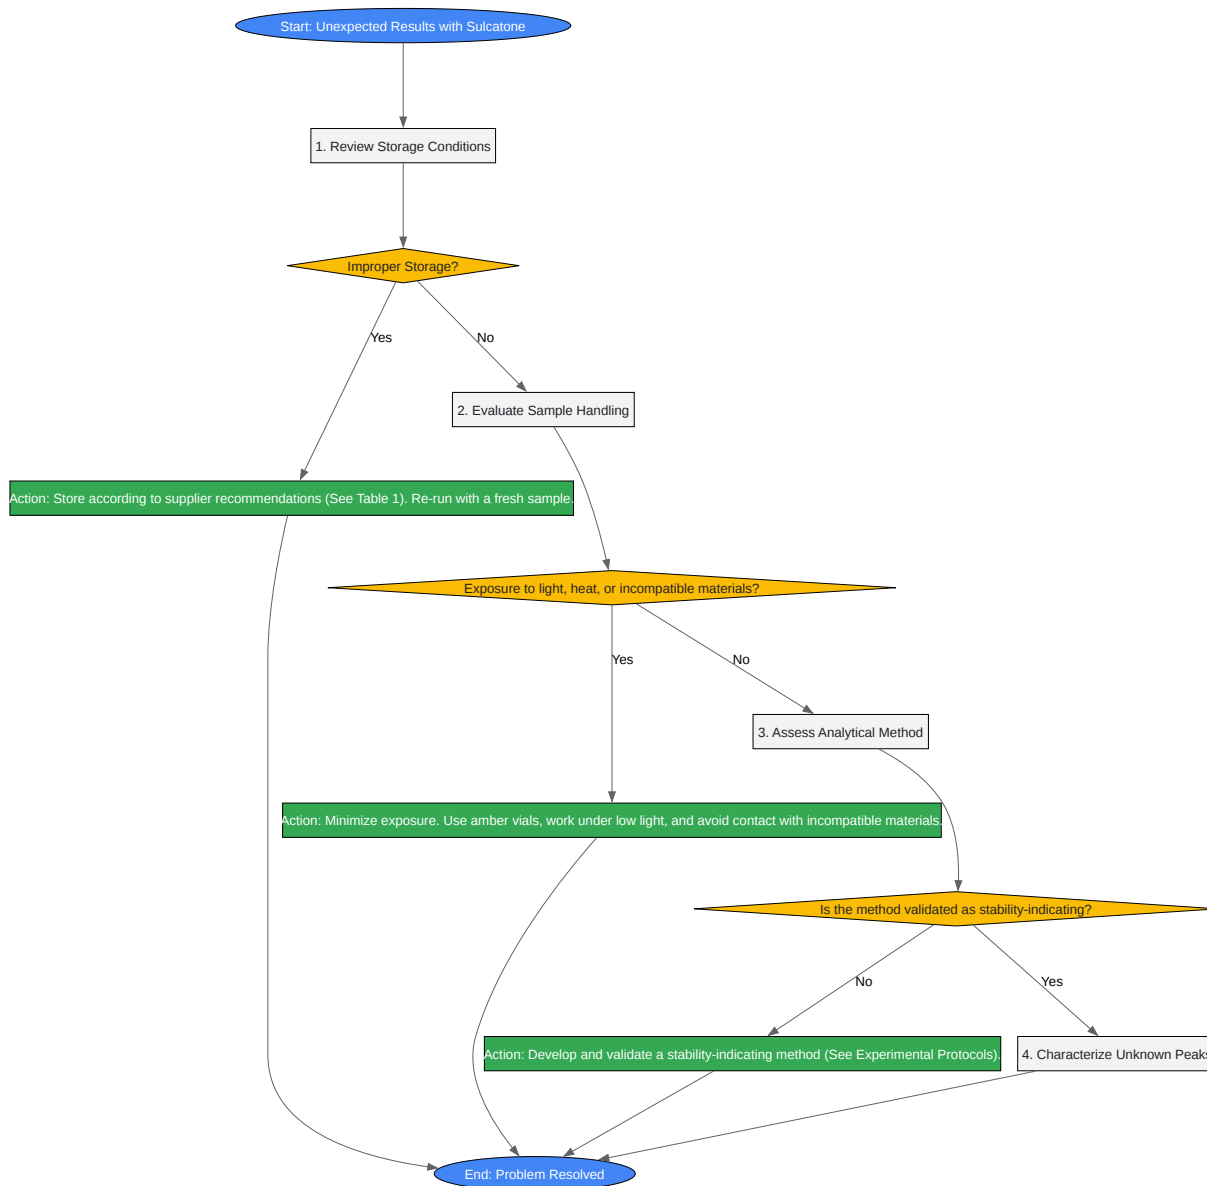 Start: Unexpected Results with Sulcatone
1. Review Storage Conditions
Improper Storage?
Yes
No
2. Evaluate Sample Handling
Action: Store according to supplier recommendations (See Table 1). Re-run with a fresh sample.
Exposure to light, heat, or incompatible materials?
Yes
No
3. Assess Analytical Method
Action: Minimize exposure. Use amber vials, work under low light, and avoid contact with incompatible materials.
Is the method validated as stability-indicating?
No
Yes
Action: Develop and validate a stability-indicating method (See Experimental Protocols).
4. Characterize Unknown Peaks
End: Problem Resolved